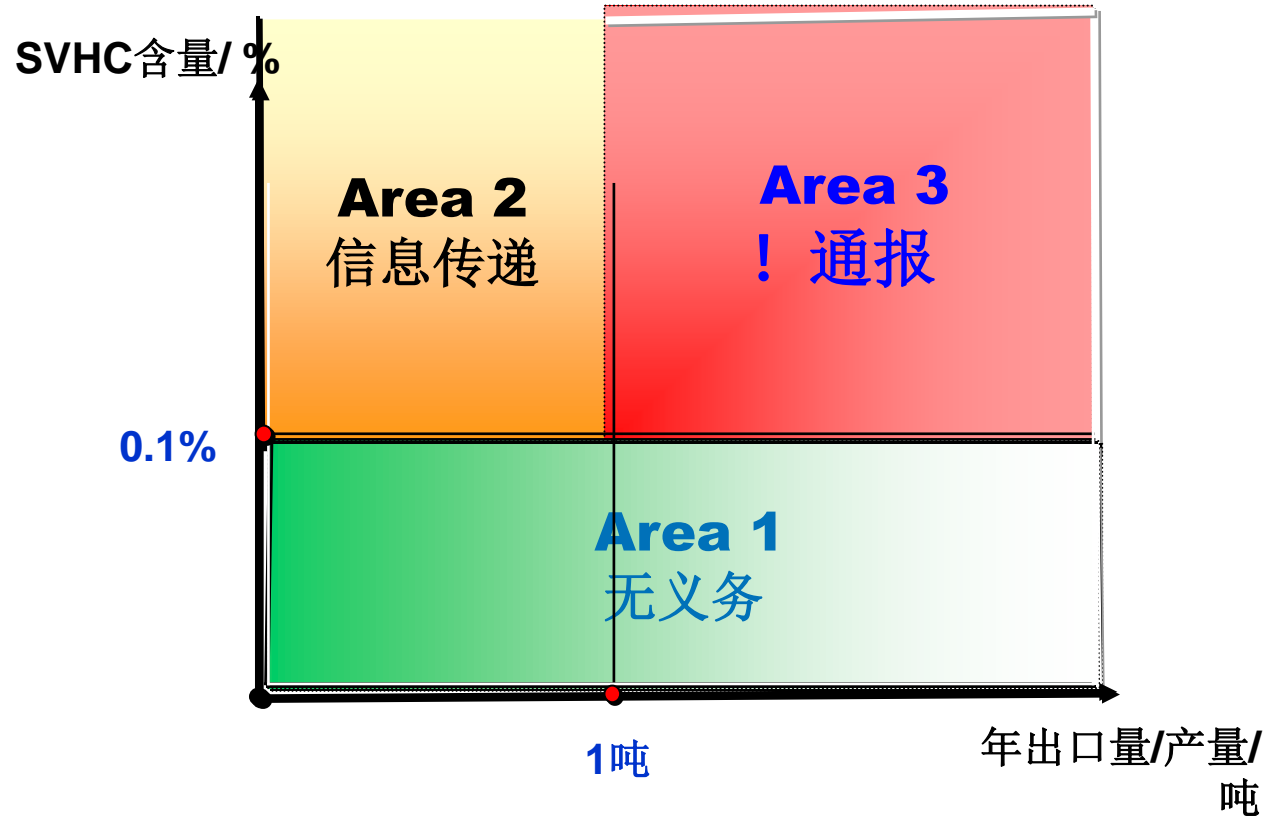 SVHC含量/ %
Area 2
信息传递
Area 3
！通报
0.1%
Area 1
无义务
1吨
年出口量/产量/
吨